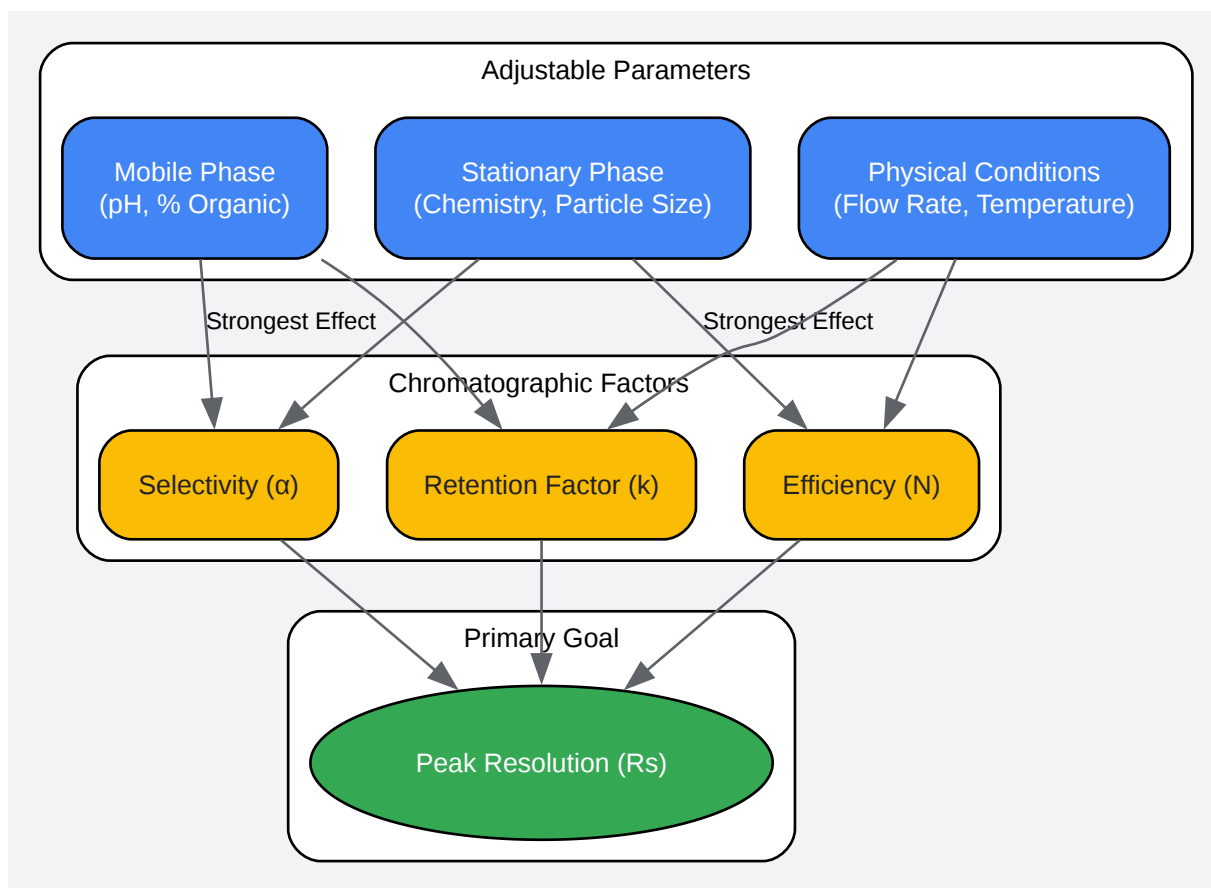 Adjustable Parameters
Mobile Phase
(pH, % Organic)
Stationary Phase
(Chemistry, Particle Size)
Physical Conditions
(Flow Rate, Temperature)
Strongest Effect
Strongest Effect
Chromatographic Factors
Selectivity (α)
Retention Factor (k)
Efficiency (N)
Primary Goal
Peak Resolution (Rs)